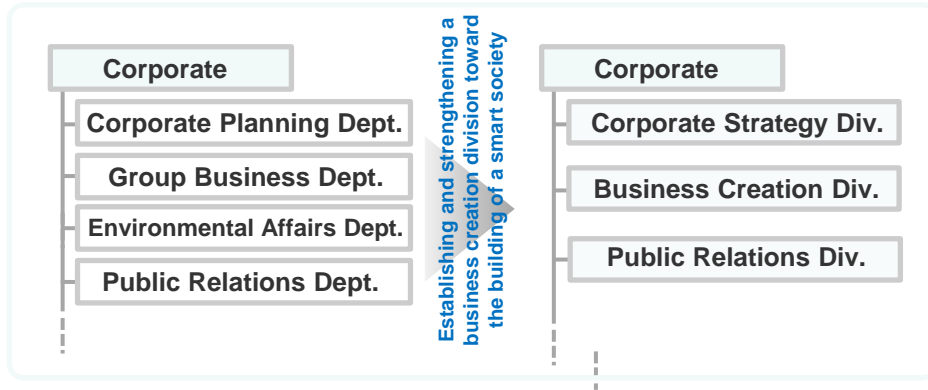 Corporate
Corporate Planning Dept.
Group Business Dept.
Environmental Affairs Dept.
Public Relations Dept.
Establishing and strengthening a
business creation division toward
the building of a smart society
Corporate
Corporate Strategy Div.
Business Creation Div.
Public Relations Div.